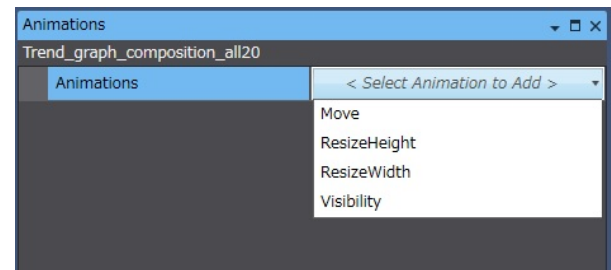 Animations
Trend_graph_composition_all20
Animations
< Select Animation to Add >
Move
ResizeHeight
ResizeWidth
Visibility